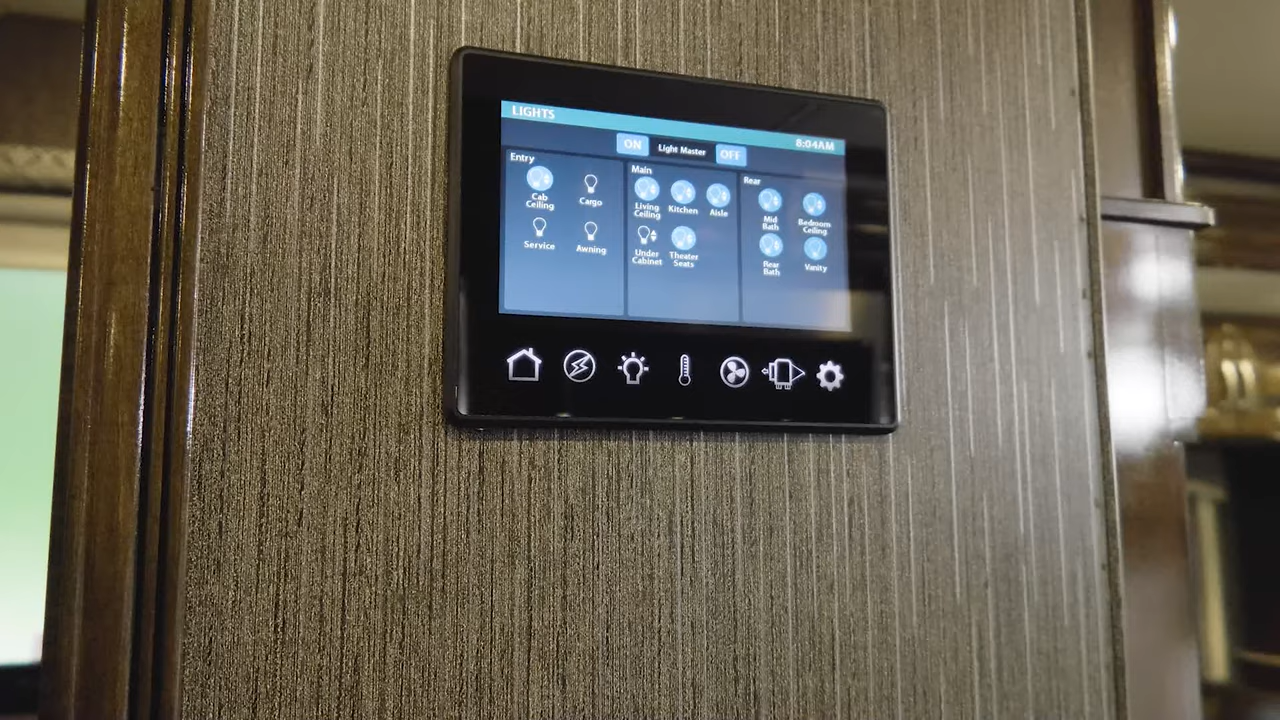 LIGHTS
8:04AM
ON
Light Master
OFF
Entry
Cab
Ceiling
Cargo
Service
Awning
Main
Living
Ceiling
Kitchen
Aisle
Under
Cabinet
Theater
Seats
Rear
Mid
Bath
Bedroom
Ceiling
Rear
Bath
Vanity